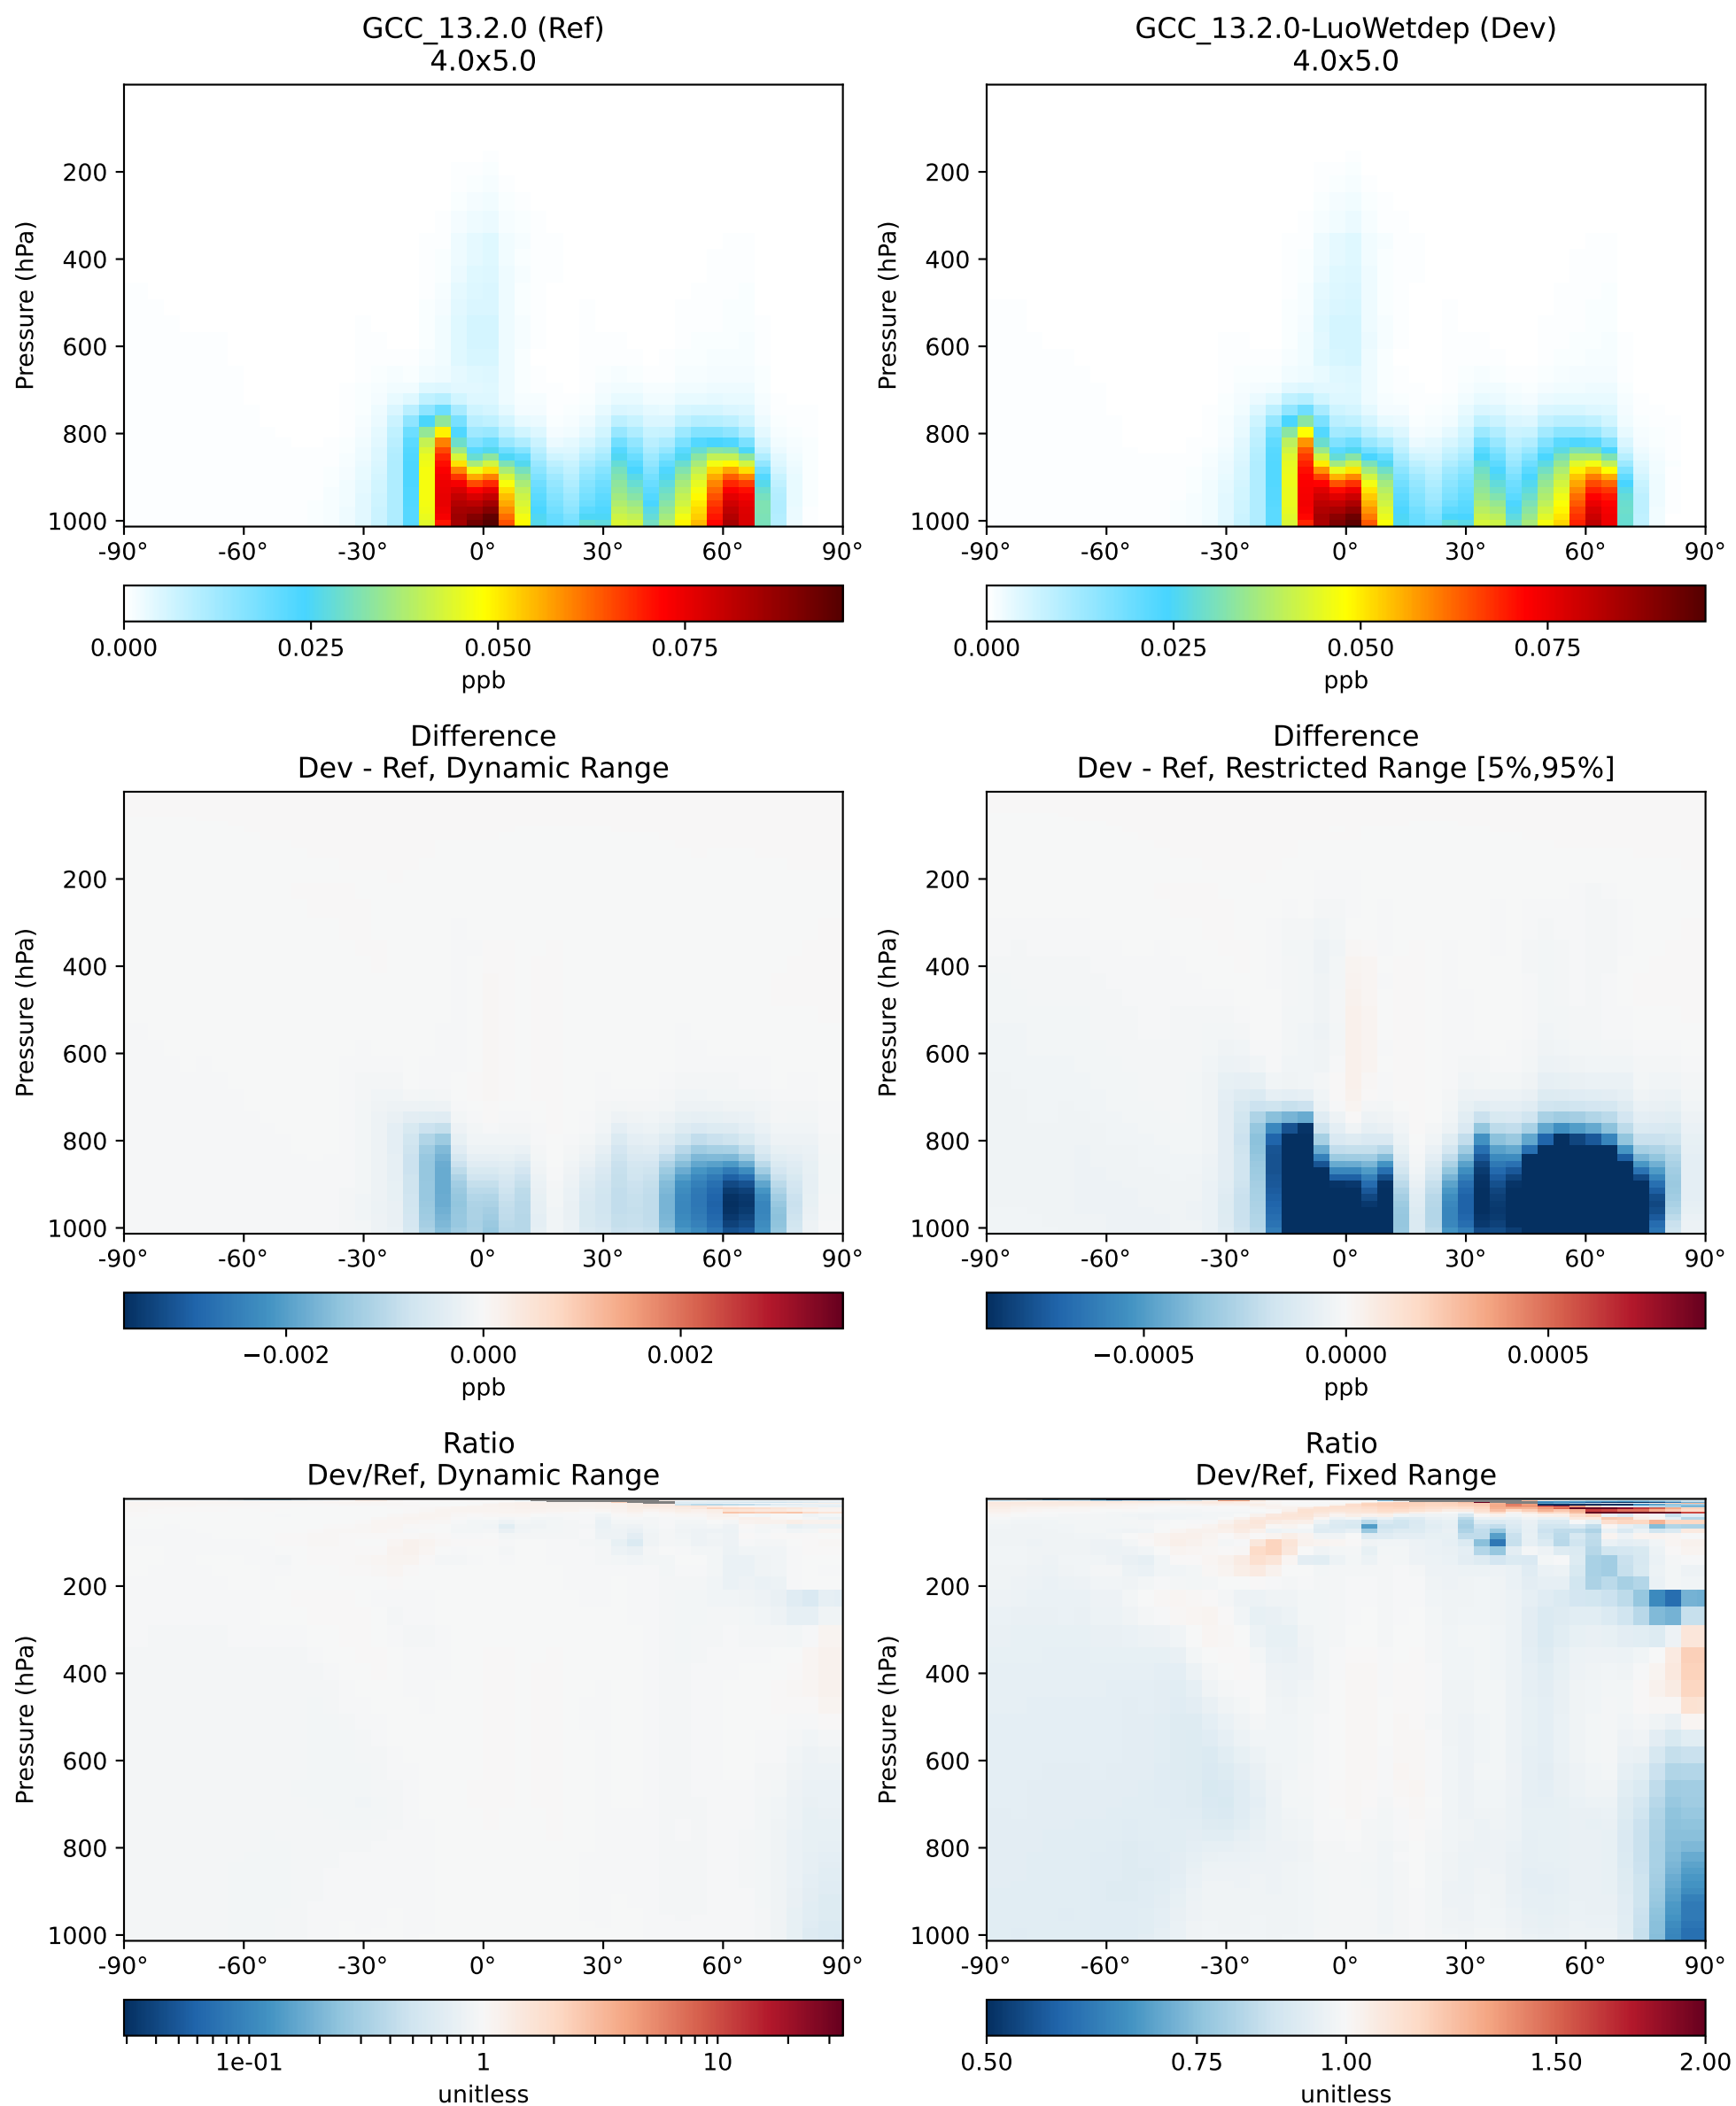 GCC_13.2.0 (Ref)
4.0x5.0
Pressure (hPa)
200
400
600
800
1000
-90° -60° -30° 0° 30° 60° 90°
0.000 0.025 0.050 0.075
ppb
GCC_13.2.0-LuoWetdep (Dev)
4.0x5.0
Pressure (hPa)
200
400
600
800
1000
-90° -60° -30° 0° 30° 60° 90°
0.000 0.025 0.050 0.075
ppb
Difference
Dev - Ref, Dynamic Range
Pressure (hPa)
200
400
600
800
1000
-90° -60° -30° 0° 30° 60° 90°
−0.002 0.000 0.002
ppb
Difference
Dev - Ref, Restricted Range [5%,95%]
Pressure (hPa)
200
400
600
800
1000
-90° -60° -30° 0° 30° 60° 90°
−0.0005 0.0000 0.0005
ppb
Ratio
Dev/Ref, Dynamic Range
Pressure (hPa)
200
400
600
800
1000
-90° -60° -30° 0° 30° 60° 90°
1e-01 1 10
unitless
Ratio
Dev/Ref, Fixed Range
Pressure (hPa)
200
400
600
800
1000
-90° -60° -30° 0° 30° 60° 90°
0.50 0.75 1.00 1.50 2.00
unitless